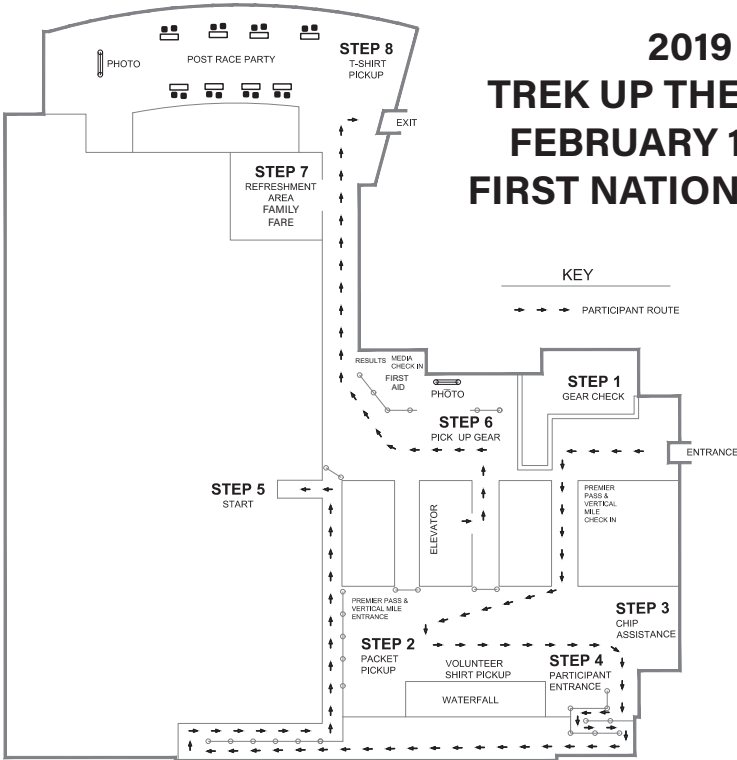 2019
TREK UP THE
FEBRUARY 1
FIRST NATION
STEP 8
T-SHIRT
PICKUP
PHOTO
POST RACE PARTY
EXIT
STEP 7
REFRESHMENT
AREA
FAMILY
FARE
KEY
PARTICIPANT ROUTE
RESULTS
MEDIA
CHECK IN
FIRST
AID
PHOTO
STEP 1
GEAR CHECK
STEP 6
PICK UP GEAR
ENTRANCE
STEP 5
START
ELEVATOR
PREMIER
PASS &
VERTICAL
MILE
CHECK IN
PREMIER PASS &
VERTICAL MILE
ENTRANCE
STEP 2
PACKET
PICKUP
STEP 3
CHIP
ASSISTANCE
VOLUNTEER
SHIRT PICKUP
STEP 4
PARTICIPANT
ENTRANCE
WATERFALL